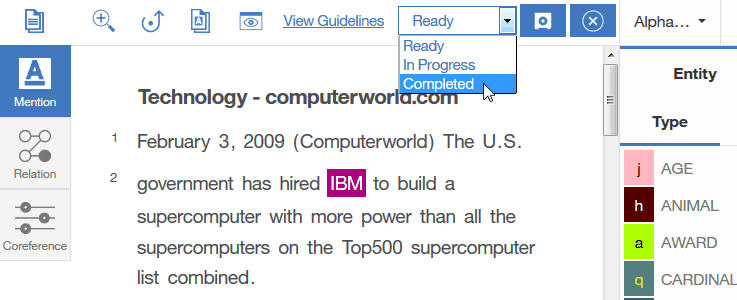 View Guidelines
Ready
Alpha...
Ready
In Progress
Completed
A
Mention
Relation
Coreference
Technology - computerworld.com
1 February 3, 2009 (Computerworld) The U.S.
2 government has hired IBM to build a
supercomputer with more power than all the
supercomputers on the Top500 supercomputer
list combined.
Entity
Type
j AGE
h ANIMAL
a AWARD
q CARDINAL